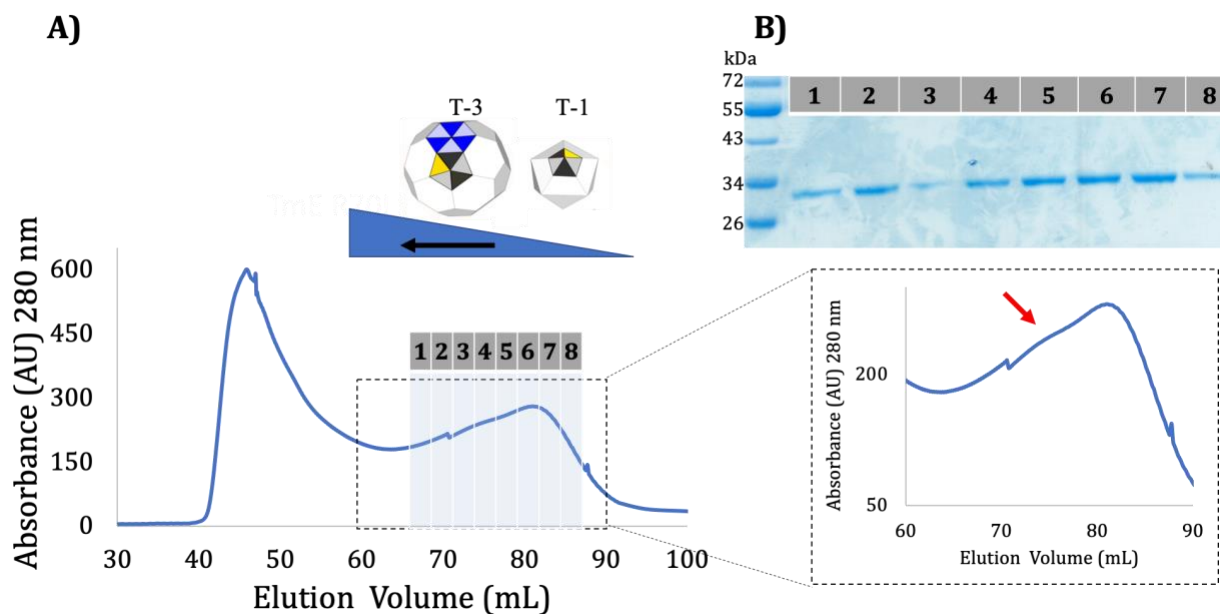 A)
T-3 T-1
Absorbance (AU) 280 nm
600
450
300
150
0
1 2 3 4 5 6 7 8
30 40 50 60 70 80 90 100
Elution Volume (mL)
B)
kDa
72
55
43
34
26
1 2 3 4 5 6 7 8
Absorbance (AU) 280 nm
200
50
60 70 80 90
Elution Volume (mL)